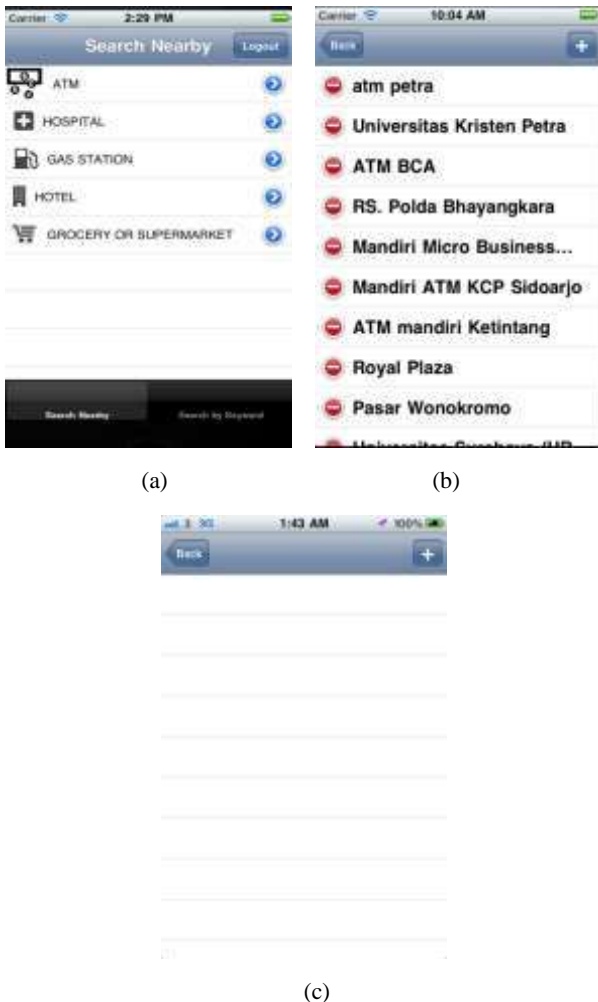 Carrier 2:29 PM
Search Nearby Logout
ATM
HOSPITAL
GAS STATION
HOTEL
GROCERY OR SUPERMARKET
Search Nearby Search by Keyword
(a)
Carrier 10:04 AM
Back +
atm petra
Universitas Kristen Petra
ATM BCA
RS. Polda Bhayangkara
Mandiri Micro Business...
Mandiri ATM KCP Sidoarjo
ATM mandiri Ketintang
Royal Plaza
Pasar Wonokromo
(b)
3G 1:43 AM 100%
Back +
(c)